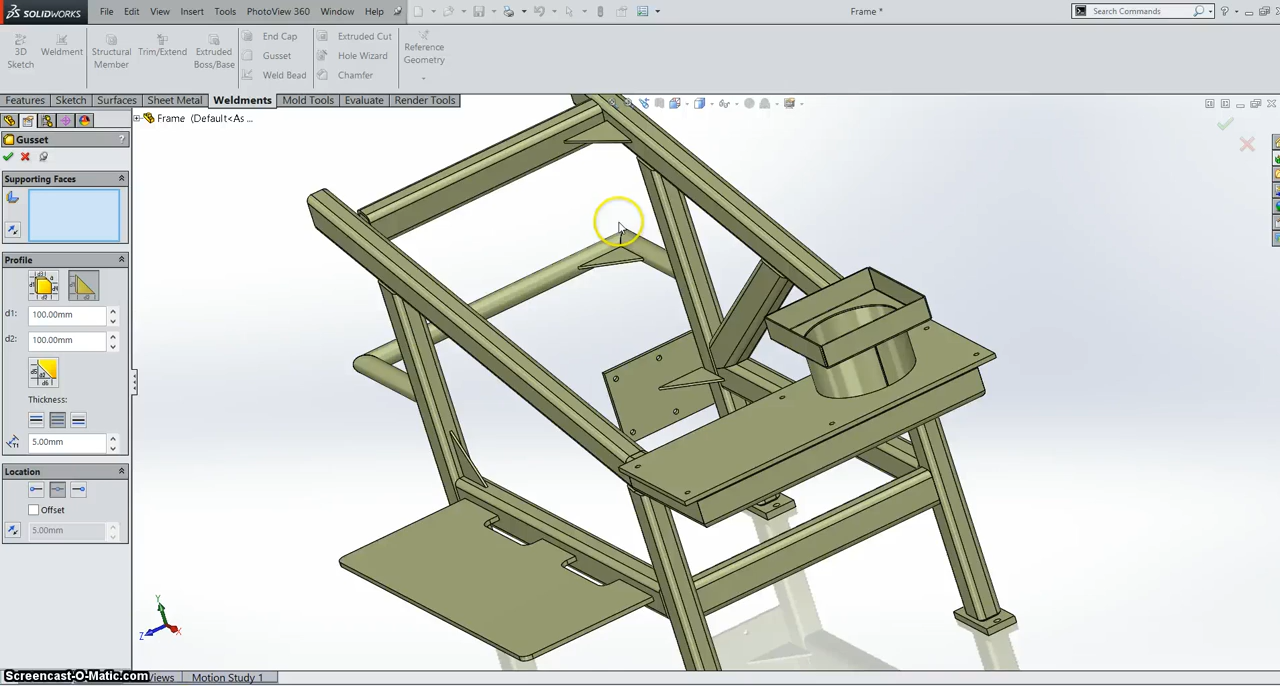 SOLIDWORKS File Edit View Insert Tools PhotoView 360 Window Help Frame * Search Commands
3D Sketch Weldment Structural Member Trim/Extend Extruded Boss/Base End Cap Extruded Cut Reference Geometry
Gusset Hole Wizard
Weld Bead Chamfer
Features Sketch Surfaces Sheet Metal Weldments Mold Tools Evaluate Render Tools
Frame (Default<As ...
Gusset ?
Supporting Faces
Profile
d1: 100.00mm
d2: 100.00mm
Thickness:
5.00mm
Location
Offset
5.00mm
Y
Z X
Screencast-O-Matic.com Views Motion Study 1